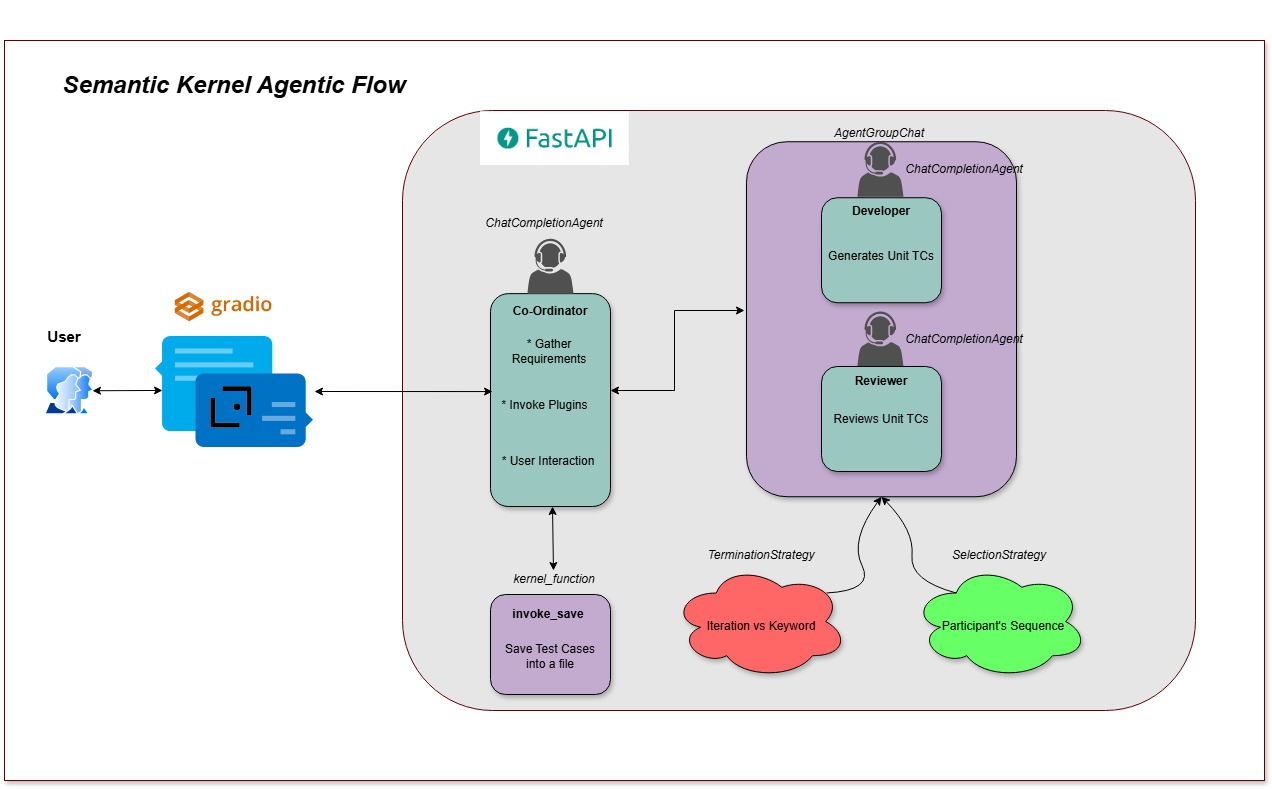 Semantic Kernel Agentic Flow
FastAPI
AgentGroupChat
ChatCompletionAgent
Developer
Generates Unit TCs
ChatCompletionAgent
Reviewer
Reviews Unit TCs
ChatCompletionAgent
Co-Ordinator
* Gather
Requirements
* Invoke Plugins
* User Interaction
gradio
User
kernel_function
invoke_save
Save Test Cases
into a file
TerminationStrategy
Iteration vs Keyword
SelectionStrategy
Participant's Sequence